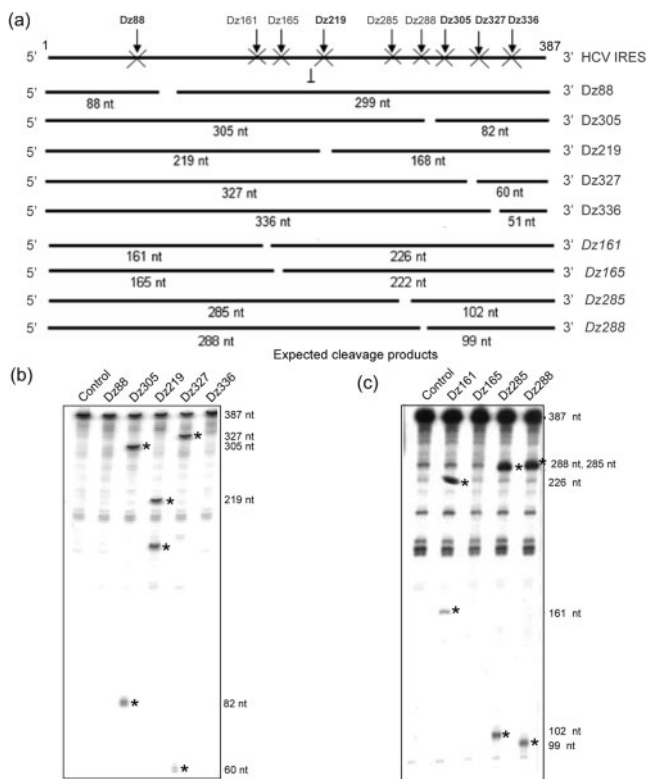 (a)
Dz88 Dz161 Dz165 Dz219 Dz285 Dz288 Dz305 Dz327 Dz336
1 387
5' 3' HCV IRES
5' 3' Dz88
88 nt 299 nt
5' 3' Dz305
305 nt 82 nt
5' 3' Dz219
219 nt 168 nt
5' 3' Dz327
327 nt 60 nt
5' 3' Dz336
336 nt 51 nt
5' 3' Dz161
161 nt 226 nt
5' 3' Dz165
165 nt 222 nt
5' 3' Dz285
285 nt 102 nt
5' 3' Dz288
288 nt 99 nt
Expected cleavage products
(b)
Control Dz88 Dz305 Dz219 Dz327 Dz336
387 nt
327 nt
305 nt
219 nt
82 nt
60 nt
(c)
Control Dz161 Dz165 Dz285 Dz288
387 nt
288 nt, 285 nt
226 nt
161 nt
102 nt
99 nt